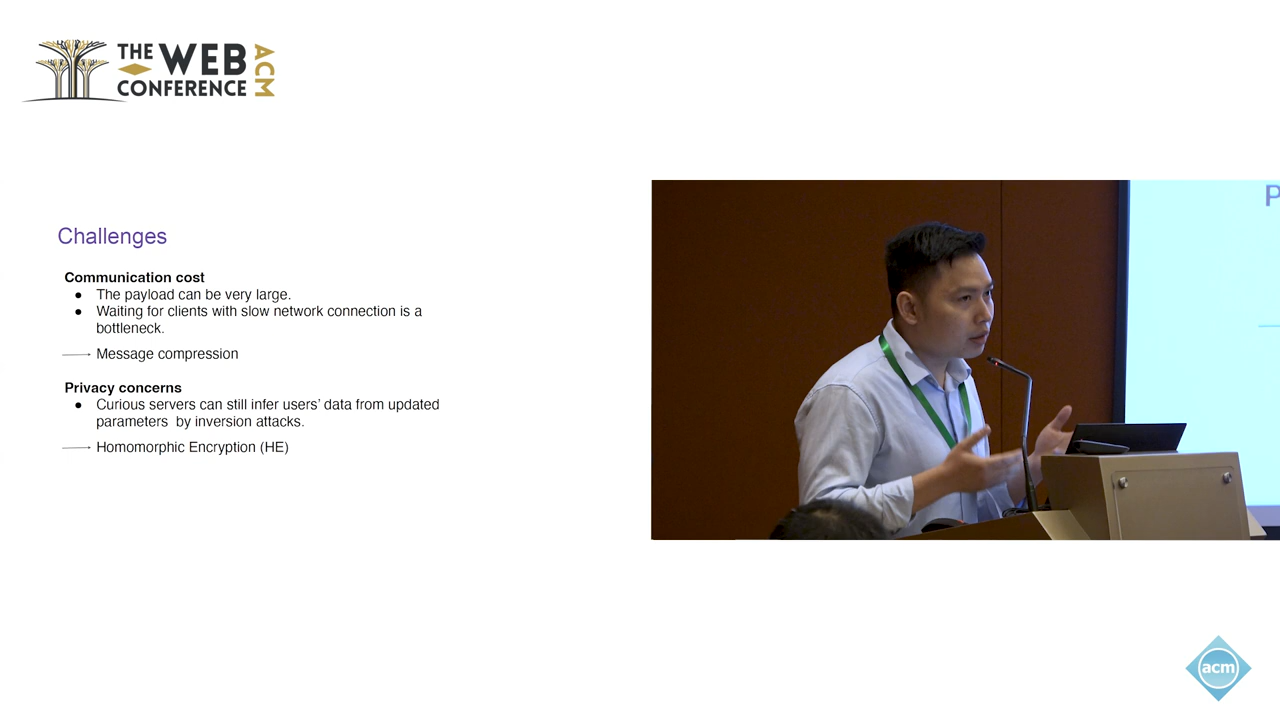 THE WEB
CONFERENCE
ACM
Challenges
Communication cost
● The payload can be very large.
● Waiting for clients with slow network connection is a
bottleneck.
Message compression
Privacy concerns
● Curious servers can still infer users’ data from updated
parameters by inversion attacks.
Homomorphic Encryption (HE)
P
acm